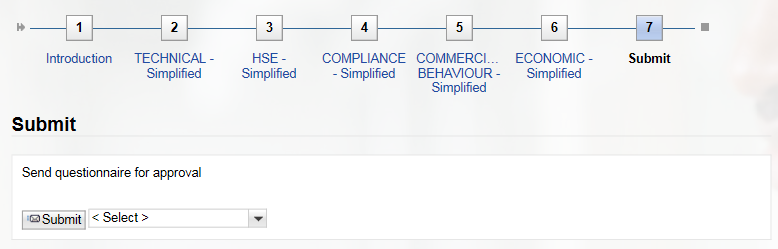 1 2 3 4 5 6 7
Introduction
TECHNICAL -
Simplified
HSE -
Simplified
COMPLIANCE
- Simplified
COMMERCI...
BEHAVIOUR -
Simplified
ECONOMIC -
Simplified
Submit
Submit
Send questionnaire for approval
Submit < Select >